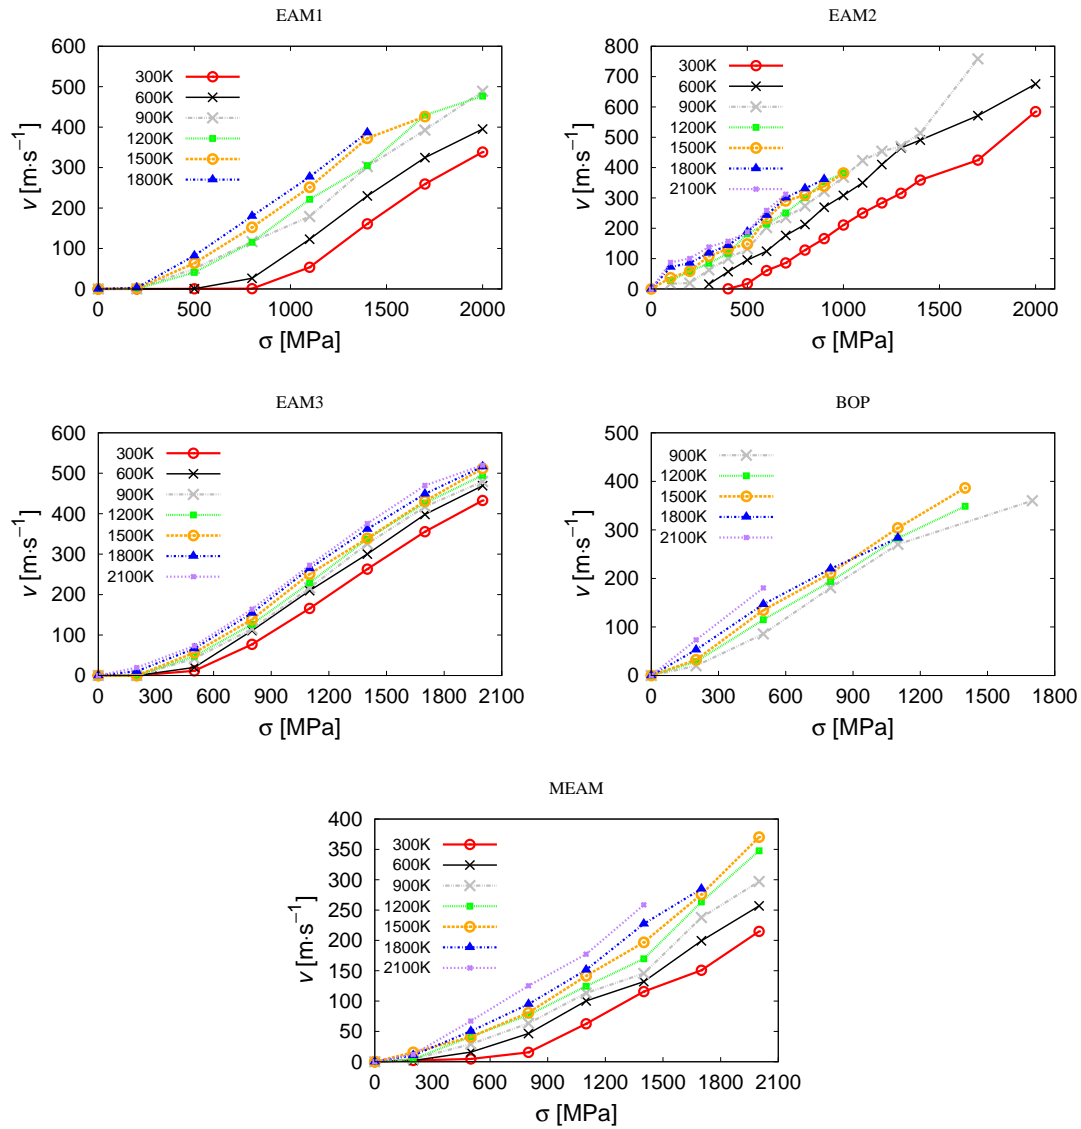 EAM1
600
500
400
300
200
100
0
0
500
1000
1500
2000
v [m·s⁻¹]
σ [MPa]
300K
600K
900K
1200K
1500K
1800K
EAM2
800
700
600
500
400
300
200
100
0
0
500
1000
1500
2000
v [m·s⁻¹]
σ [MPa]
300K
600K
900K
1200K
1500K
1800K
2100K
EAM3
600
500
400
300
200
100
0
0
300
600
900
1200
1500
1800
2100
v [m·s⁻¹]
σ [MPa]
300K
600K
900K
1200K
1500K
1800K
2100K
BOP
500
400
300
200
100
0
0
300
600
900
1200
1500
1800
v [m·s⁻¹]
σ [MPa]
900K
1200K
1500K
1800K
2100K
MEAM
400
350
300
250
200
150
100
50
0
0
300
600
900
1200
1500
1800
2100
v [m·s⁻¹]
σ [MPa]
300K
600K
900K
1200K
1500K
1800K
2100K